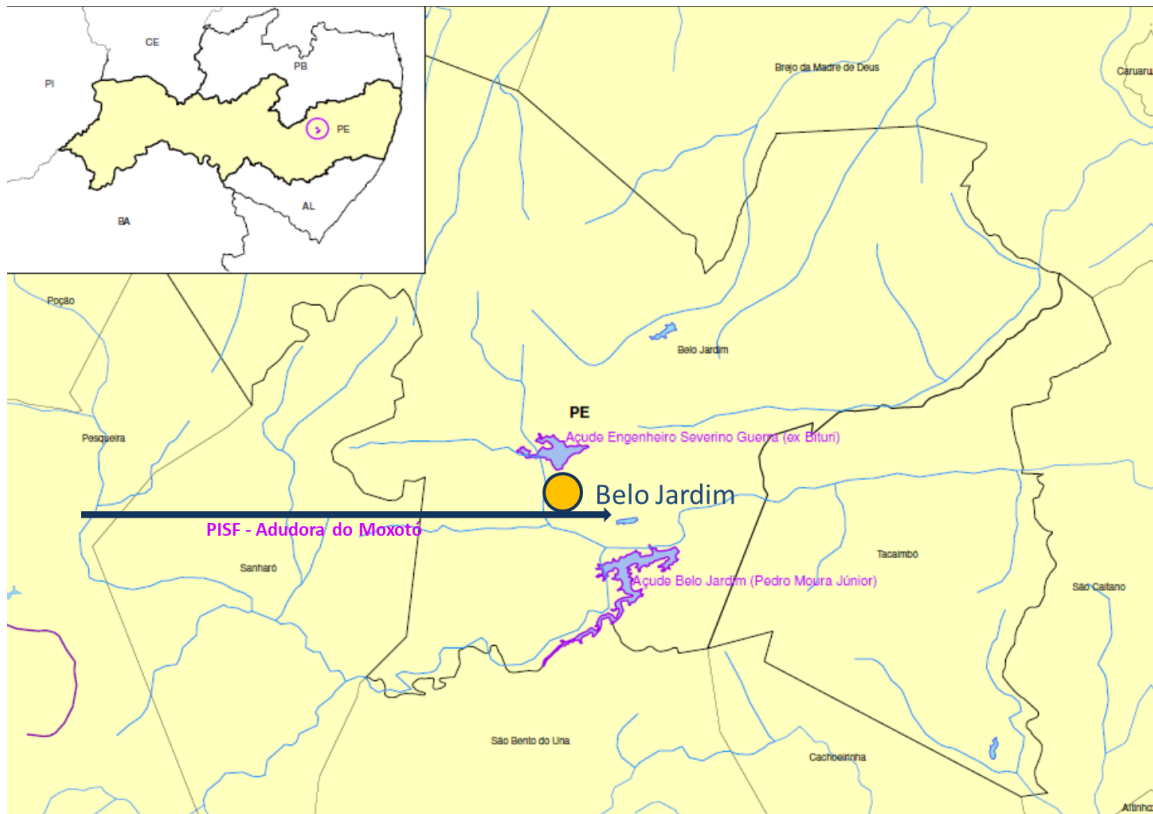 CE
PB
PI
PE
AL
BA
Brejo da Madre de Deus
Caruaru
Poção
Belo Jardim
PE
Pesqueira
Açude Engenheiro Severino Guerra (ex Bituri)
Belo Jardim
PISF - Adudora do Moxotó
Sanharó
Tacaimbó
Açude Belo Jardim (Pedro Moura Júnior)
São Caitano
São Bento do Una
Cachoeirinha
Altinho